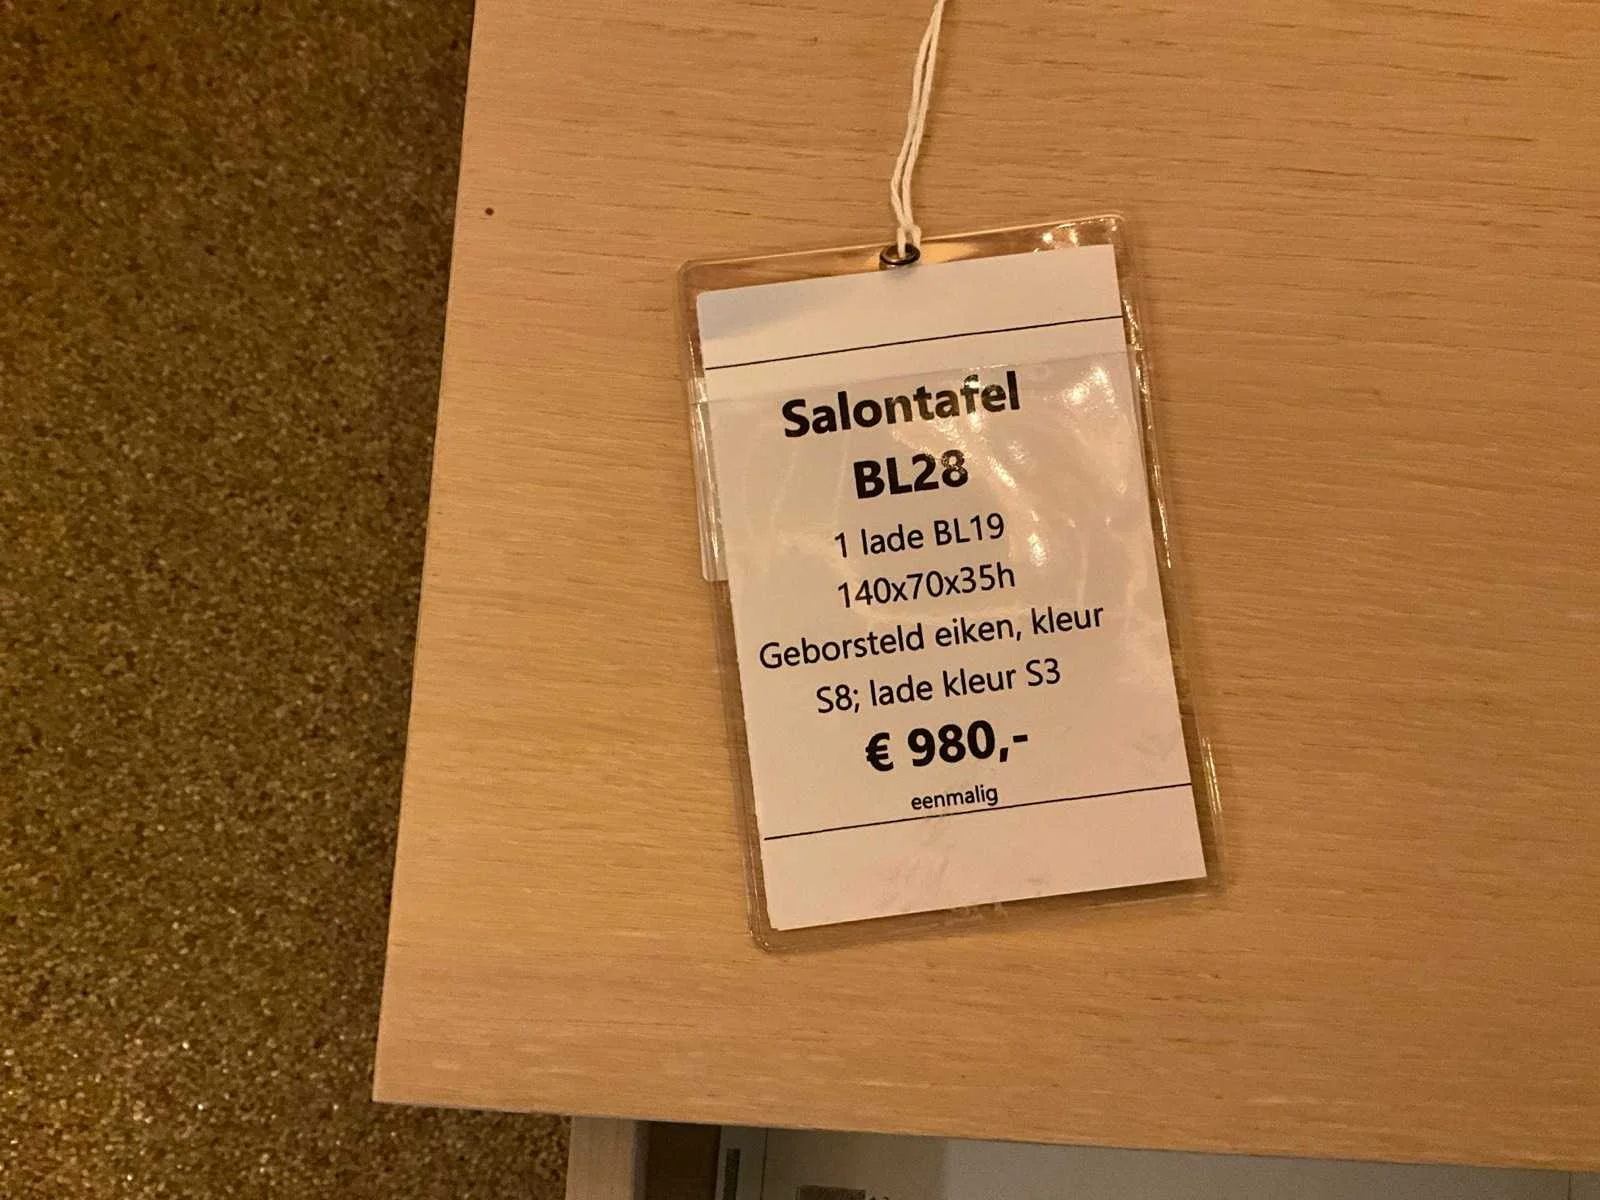 Salontafel
BL28
1 lade BL19
140x70x35h
Geborsteld eiken, kleur
S8; lade kleur S3
€ 980,-
eenmalig